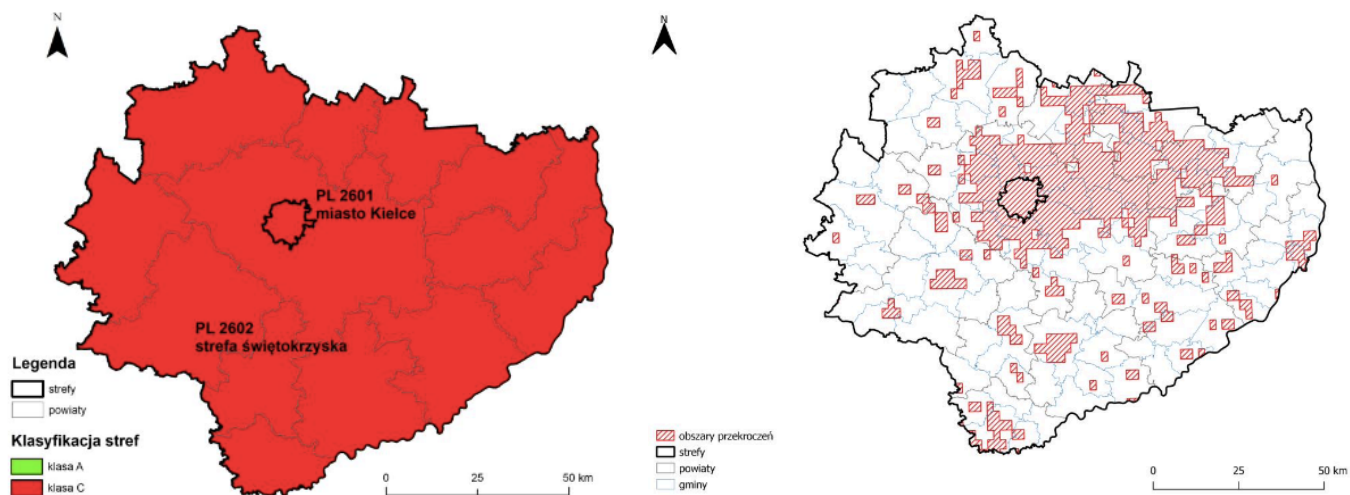 N
PL 2601
miasto Kielce
PL 2602
strefa świętokrzyska
Legenda
strefy
powiaty
Klasyfikacja stref
klasa A
klasa C
0 25 50 km
N
obszary przekroczeń
strefy
powiaty
gminy
0 25 50 km